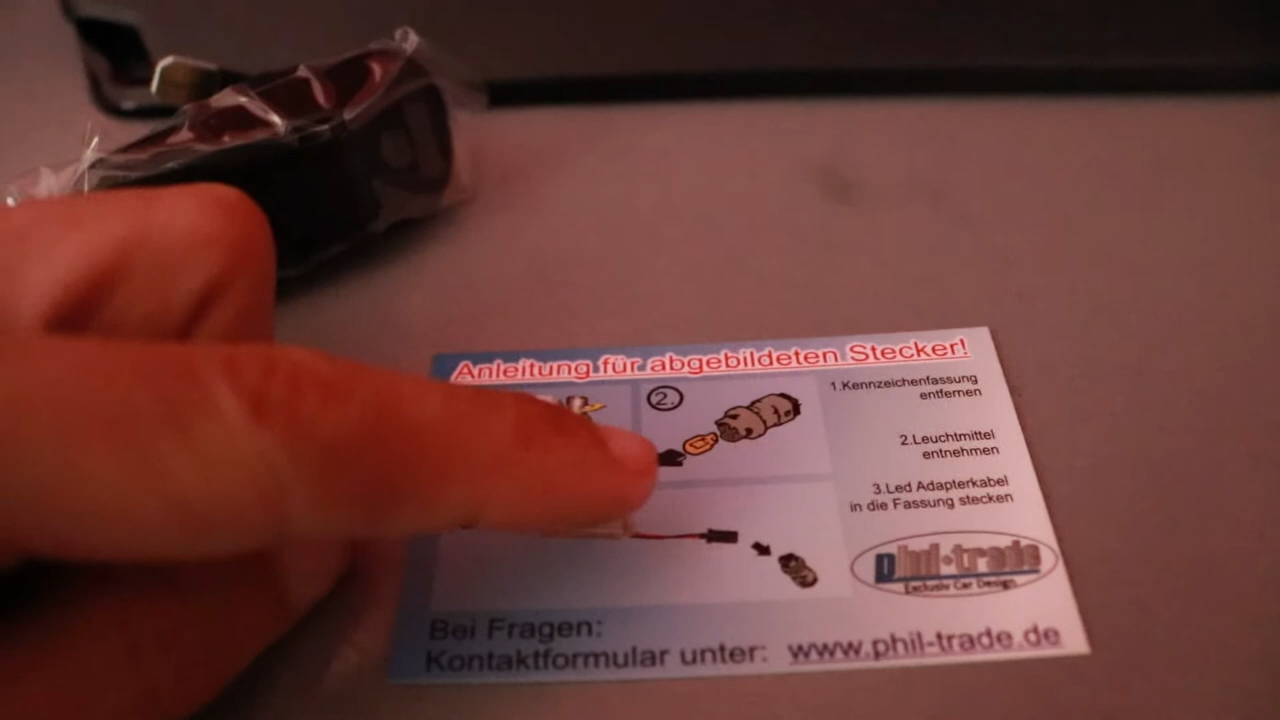 Anleitung für abgebildeten Stecker!
2.
1.Kennzeichenfassung
entfernen
2.Leuchtmittel
entnehmen
3.Led Adapterkabel
in die Fassung stecken
phil-trade
Exclusiv Car Design
Bei Fragen:
Kontaktformular unter: www.phil-trade.de